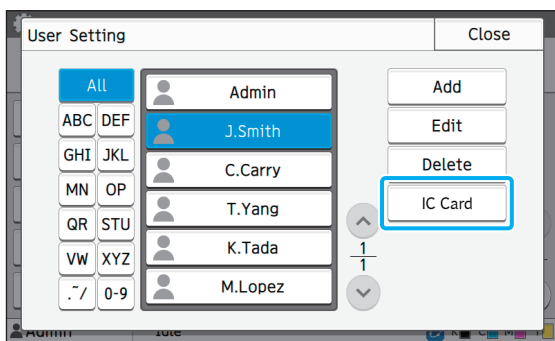 User Setting
Close
All
ABC DEF
GHI JKL
MN OP
QR STU
VW XYZ
.~/ 0-9
Admin
J.Smith
C.Carry
T.Yang
K.Tada
M.Lopez
1
1
Add
Edit
Delete
IC Card
Admin
Idle
K C M